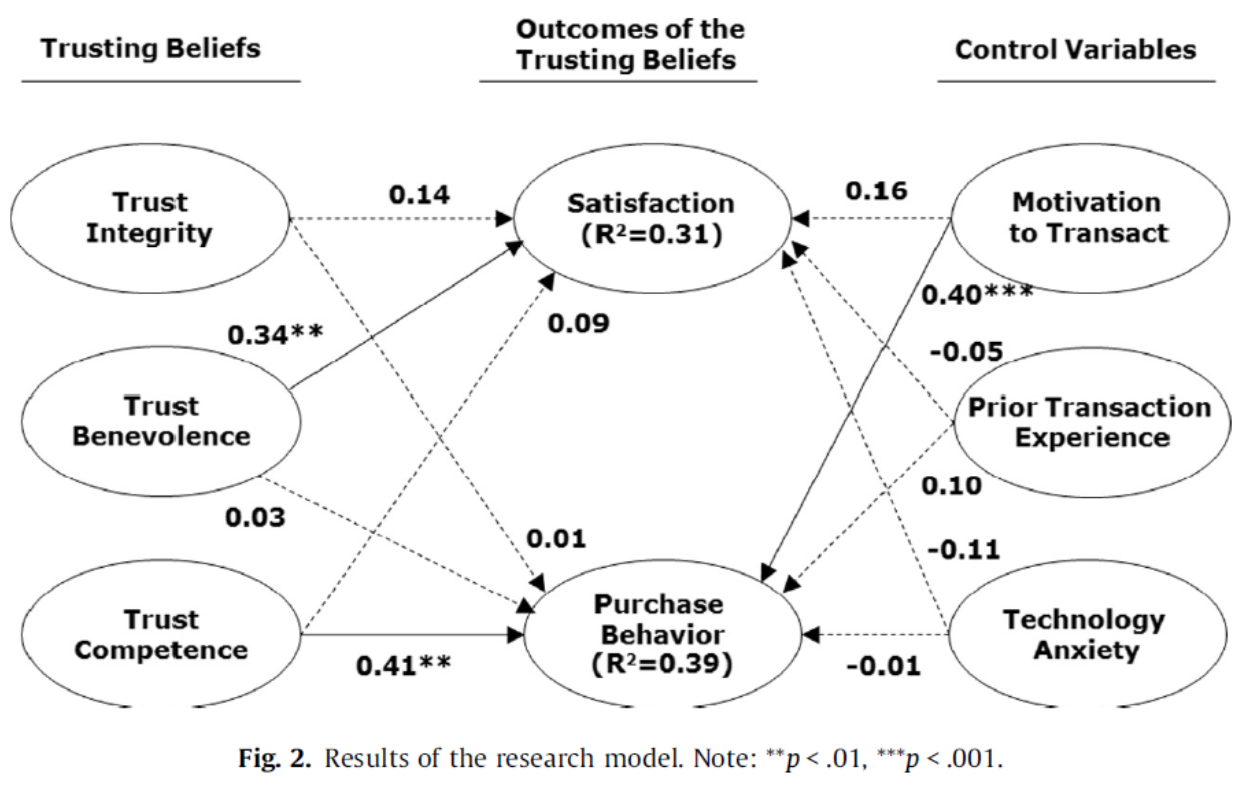 Trusting Beliefs
Outcomes of the
Trusting Beliefs
Control Variables
Trust
Integrity
0.14
Satisfaction
(R²=0.31)
0.16
Motivation
to Transact
0.34**
0.09
0.40***
-0.05
Trust
Benevolence
Prior Transaction
Experience
0.03
0.01
0.10
-0.11
Trust
Competence
0.41**
Purchase
Behavior
(R²=0.39)
-0.01
Technology
Anxiety
Fig. 2. Results of the research model. Note: **p < .01, ***p < .001.